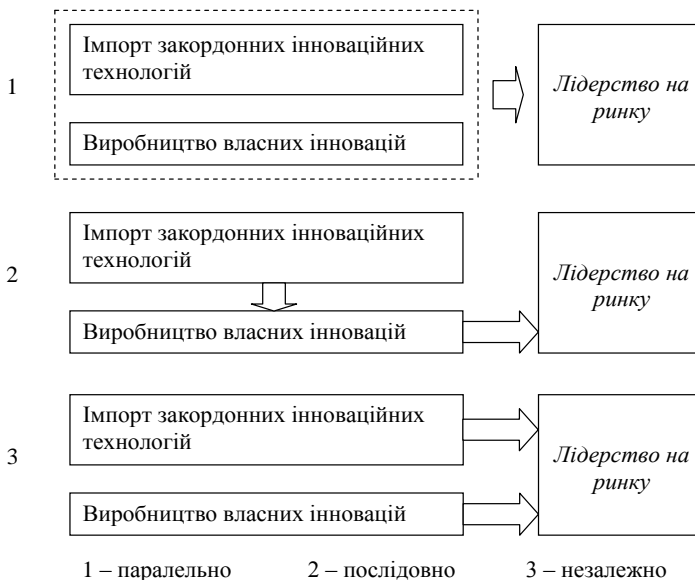 Імпорт закордонних інноваційних
технологій
1
Виробництво власних інновацій
Лідерство на
ринку
Імпорт закордонних інноваційних
технологій
2
Виробництво власних інновацій
Лідерство на
ринку
Імпорт закордонних інноваційних
технологій
3
Виробництво власних інновацій
Лідерство на
ринку
1 – паралельно 2 – послідовно 3 – незалежно